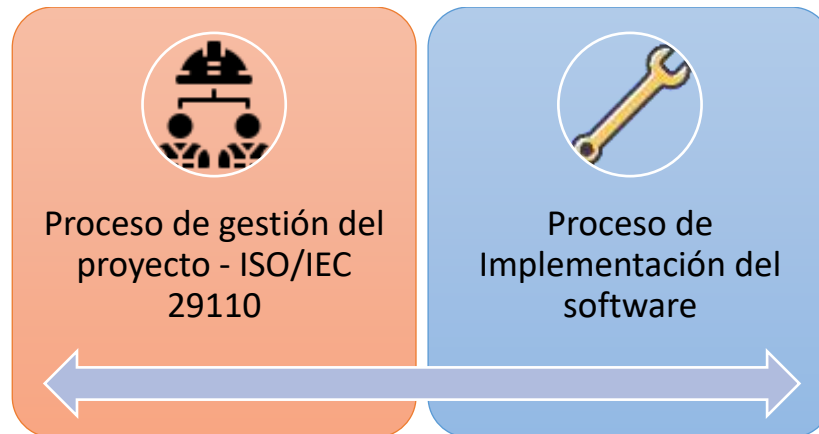 Proceso de gestión del
proyecto - ISO/IEC
29110
Proceso de
Implementación del
software